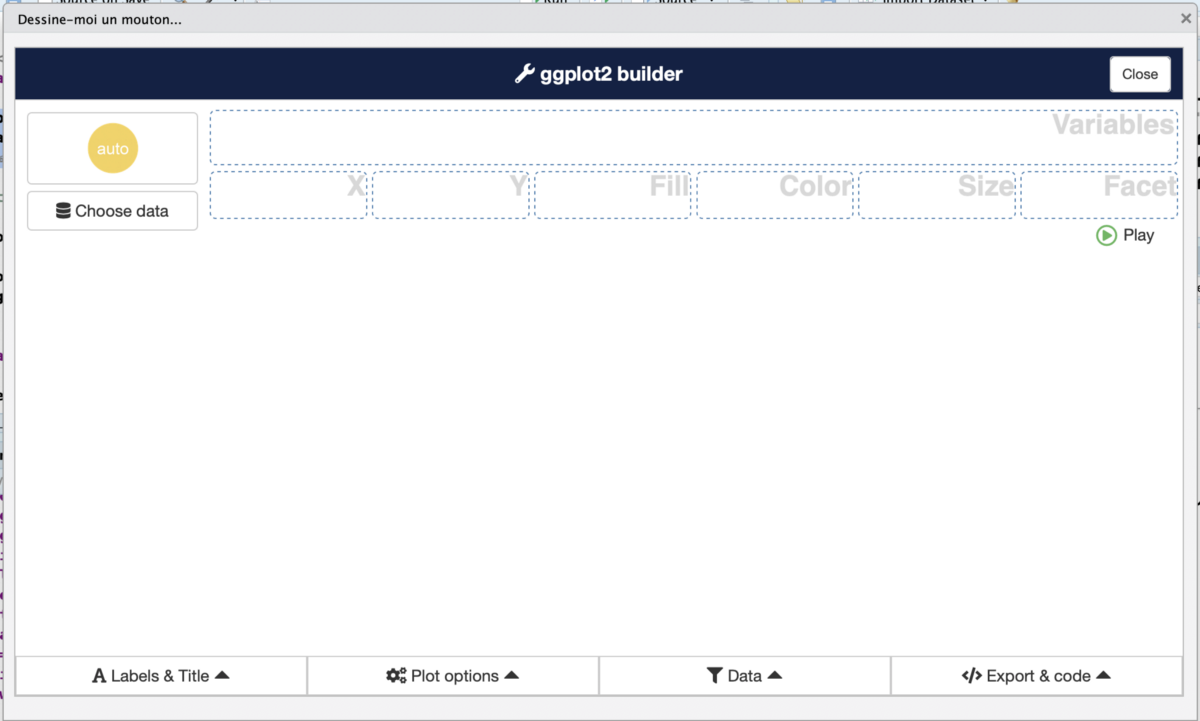 Dessine-moi un mouton...
ggplot2 builder
Close
auto
Variables
Choose data
X
Y
Fill
Color
Size
Facet
Play
Labels & Title
Plot options
Data
Export & code